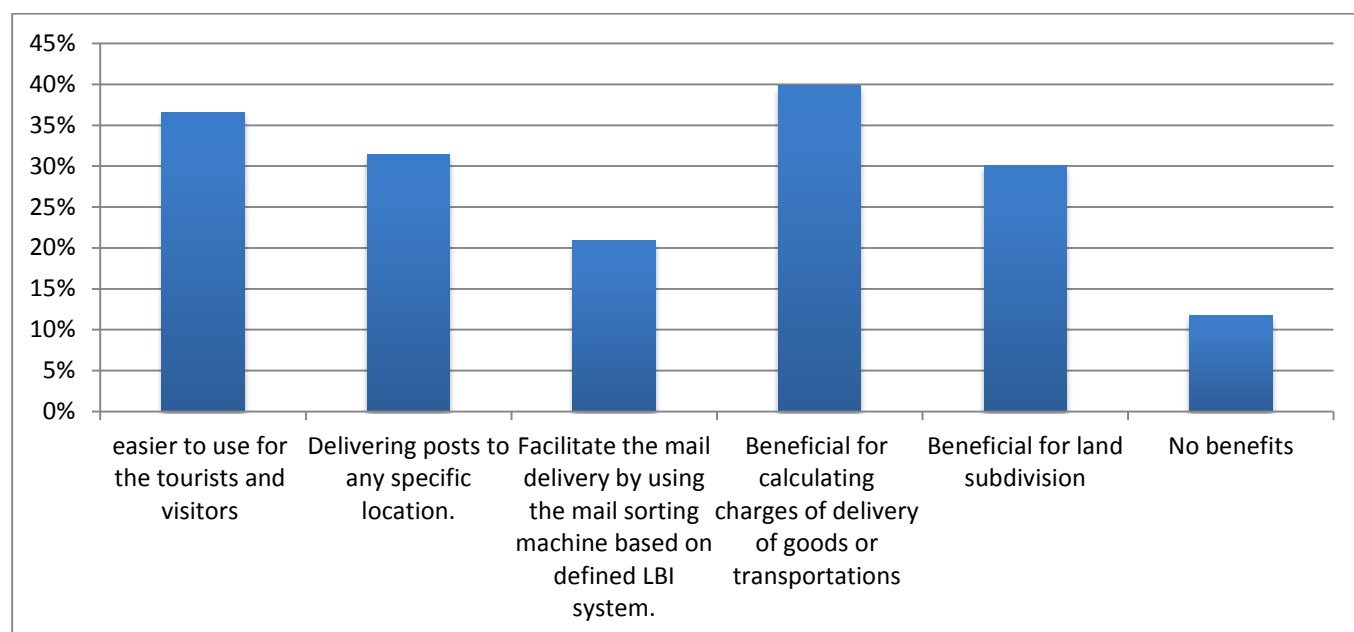 45%
40%
35%
30%
25%
20%
15%
10%
5%
0%
easier to use for
the tourists and
visitors
Delivering posts to
any specific
location.
Facilitate the mail
delivery by using
the mail sorting
machine based on
defined LBI
system.
Beneficial for
calculating
charges of delivery
of goods or
transportations
Beneficial for land
subdivision
No benefits